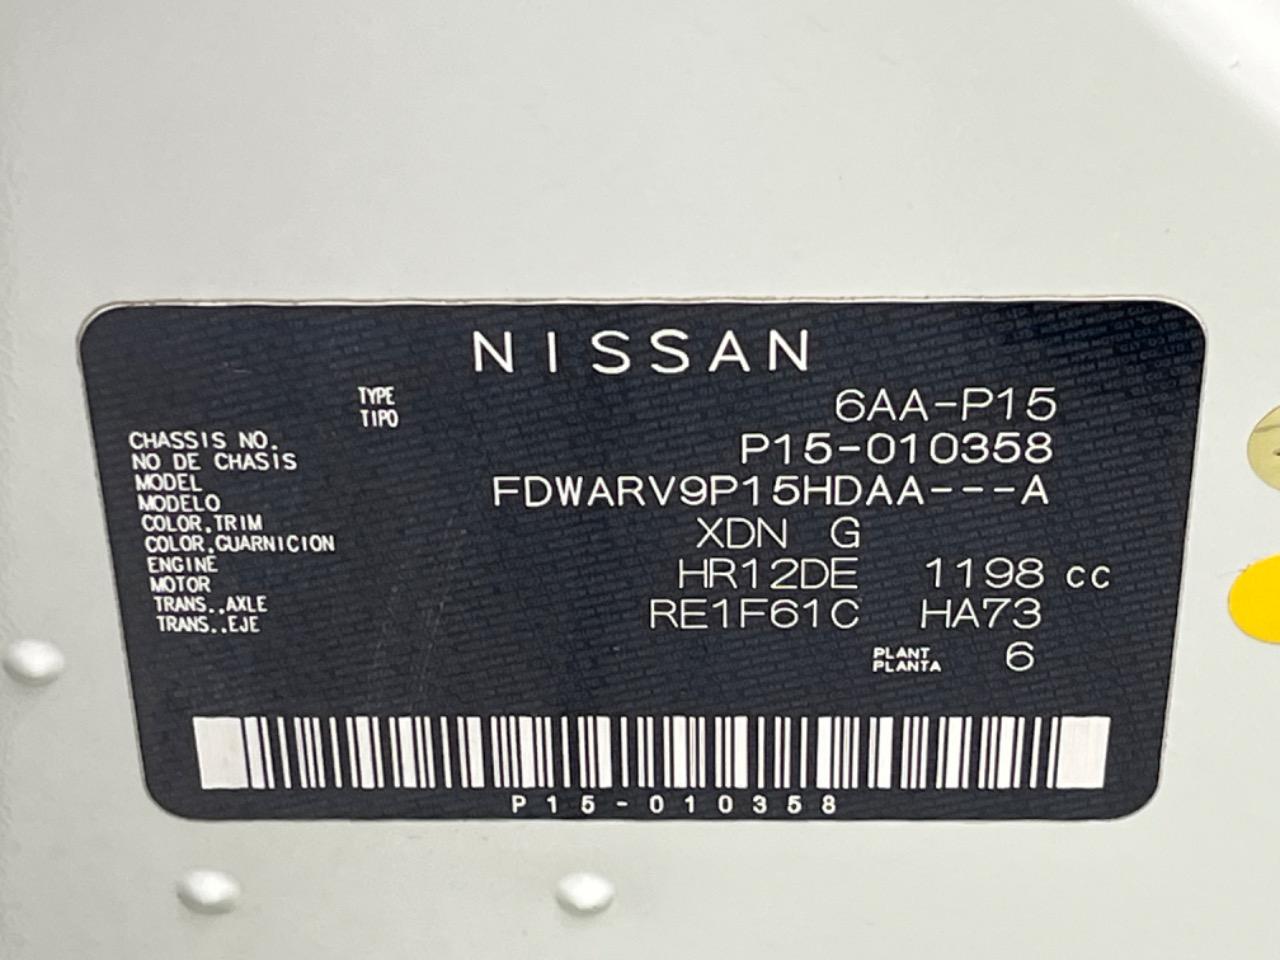 NISSAN
TYPE
TIPO 6AA-P15
CHASSIS NO.
NO DE CHASIS P15-010358
MODEL
MODELO FDWARV9P15HDAA---A
COLOR,TRIM
COLOR,GUARNICION XDN G
ENGINE
MOTOR HR12DE 1198 cc
TRANS.,AXLE
TRANS.,EJE RE1F61C HA73
PLANT
PLANTA 6
P15-010358